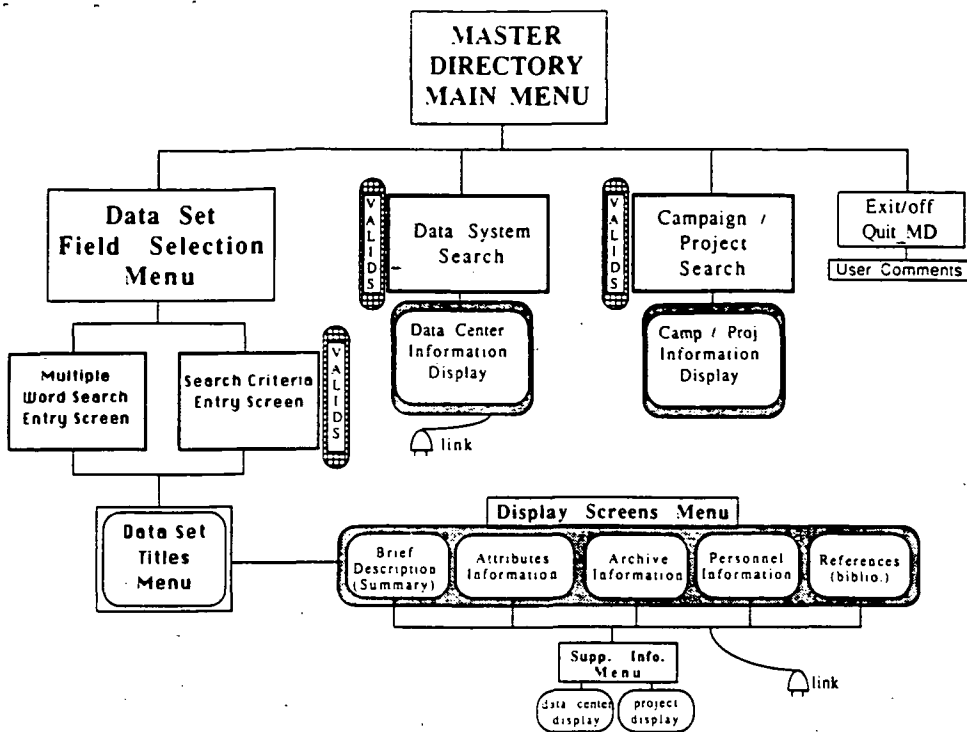 MASTER
DIRECTORY
MAIN MENU
Data Set
Field Selection
Menu
VALIDS
Data System
Search
VALIDS
Campaign /
Project
Search
Exit/off
Quit_MD
User Comments
Data Center
Information
Display
link
Camp / Proj
Information
Display
Multiple
Word Search
Entry Screen
Search Criteria
Entry Screen
VALIDS
Data Set
Titles
Menu
Display Screens Menu
Brief
Description
(Summary)
Attributes
Information
Archive
Information
Personnel
Information
References
(biblio.)
Supp. Info.
Menu
data center
display
project
display
link